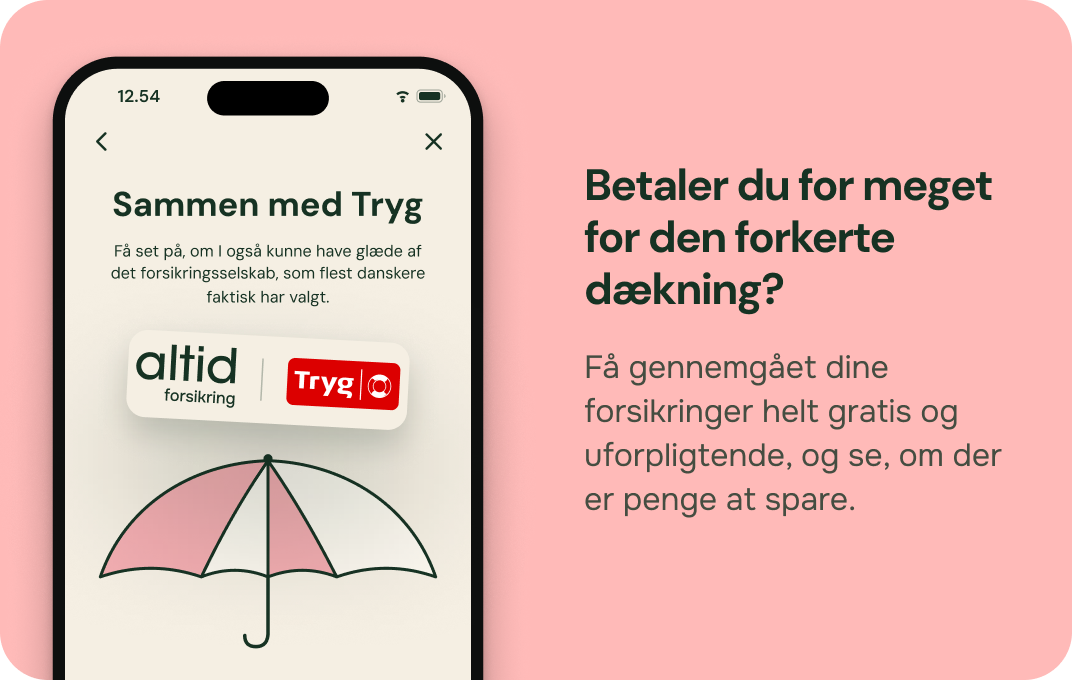 12.54
Sammen med Tryg
Få set på, om I også kunne have glæde af
det forsikringsselskab, som flest danskere
faktisk har valgt.
altid
forsikring
Tryg
Betaler du for meget
for den forkerte
dækning?
Få gennemgået dine
forsikringer helt gratis og
uforpligtende, og se, om der
er penge at spare.